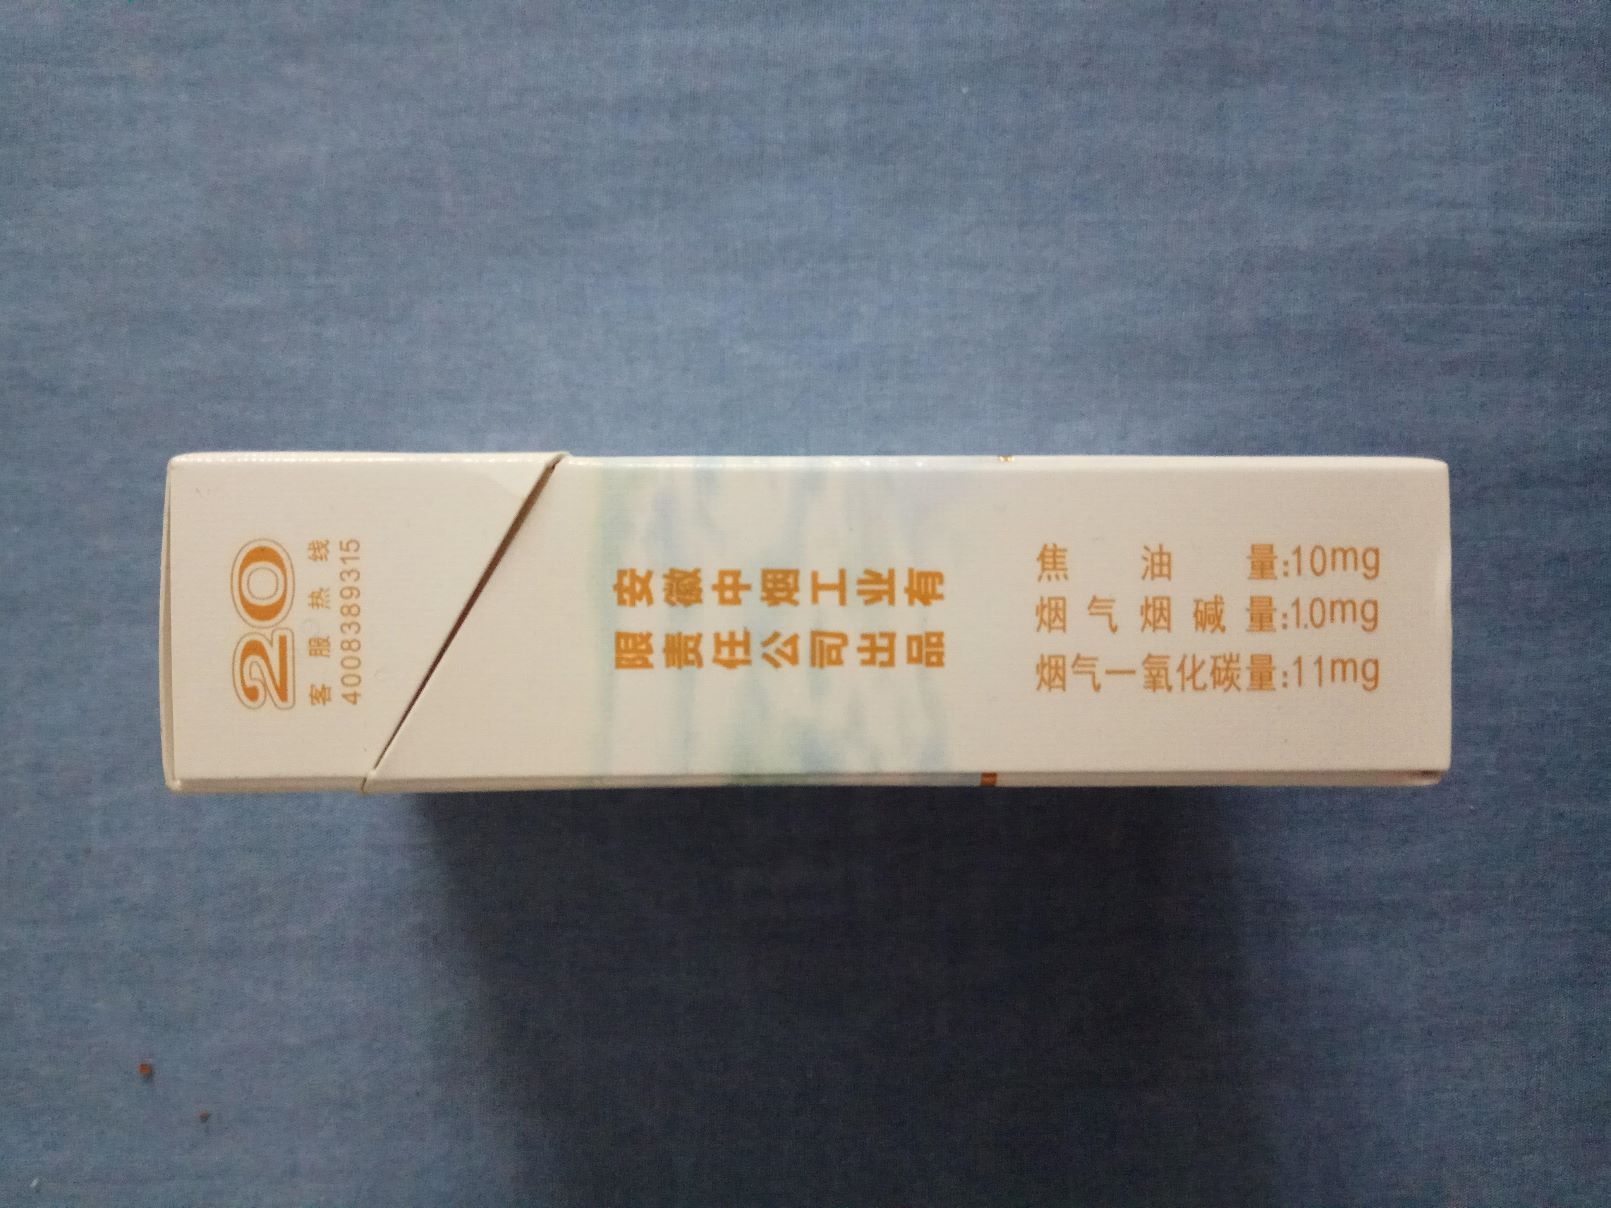 20
客服热线
4008389315
安徽中烟工业有
限责任公司出品
焦油量:10mg
烟气烟碱量:1.0mg
烟气一氧化碳量:11mg